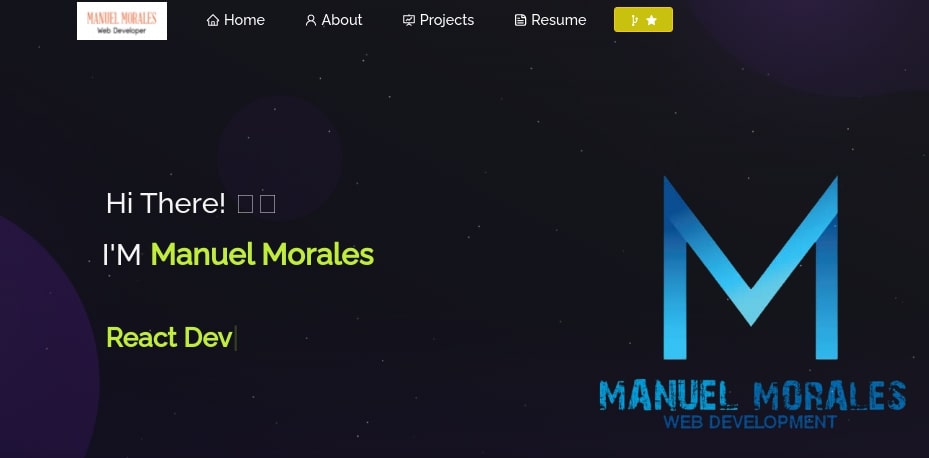 MANUEL MORALES
Web Developer
Home About Projects Resume
Hi There!
I'M Manuel Morales
React Dev
MANUEL MORALES
WEB DEVELOPMENT